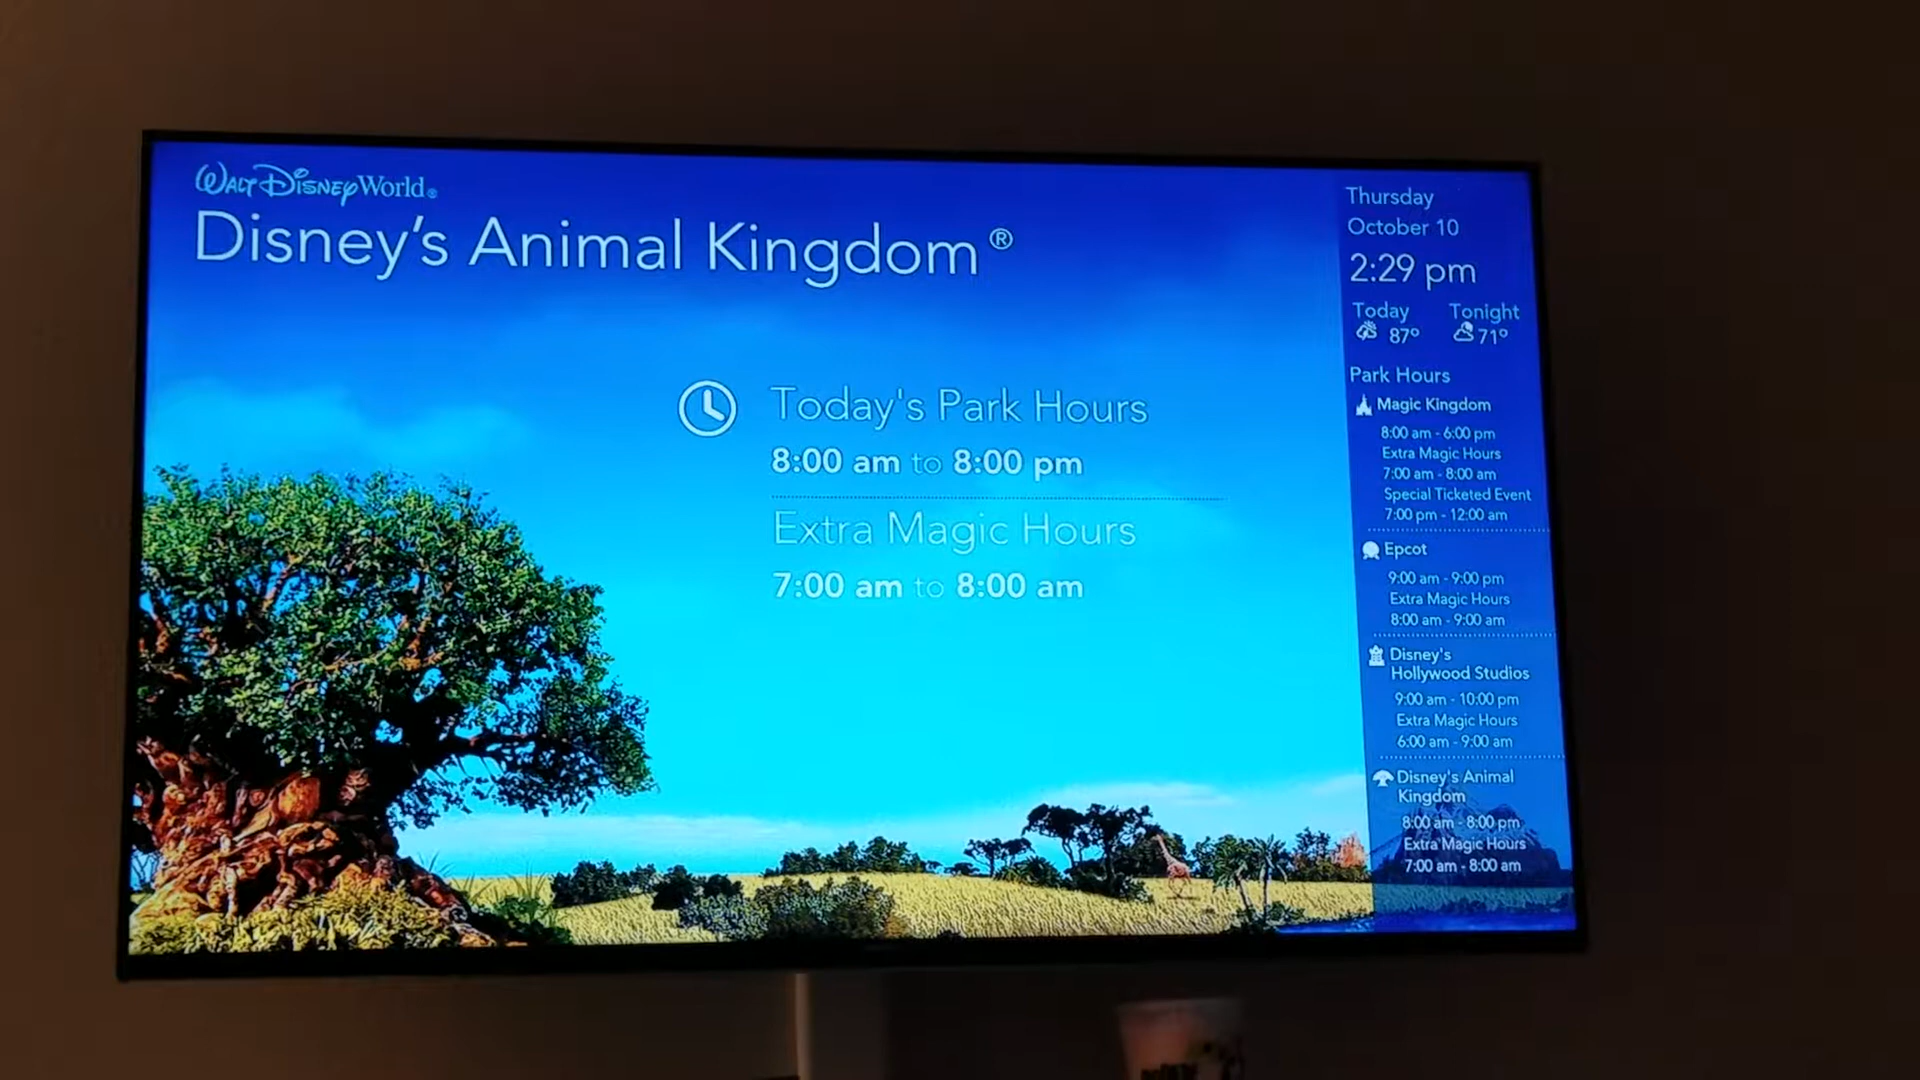 Walt Disney World®
Disney's Animal Kingdom®
Today's Park Hours
8:00 am to 8:00 pm
Extra Magic Hours
7:00 am to 8:00 am
Thursday
October 10
2:29 pm
Today Tonight
87° 71°
Park Hours
Magic Kingdom
8:00 am - 6:00 pm
Extra Magic Hours
7:00 am - 8:00 am
Special Ticketed Event
7:00 pm - 12:00 am
Epcot
9:00 am - 9:00 pm
Extra Magic Hours
8:00 am - 9:00 am
Disney's
Hollywood Studios
9:00 am - 10:00 pm
Extra Magic Hours
6:00 am - 9:00 am
Disney's Animal
Kingdom
8:00 am - 8:00 pm
Extra Magic Hours
7:00 am - 8:00 am